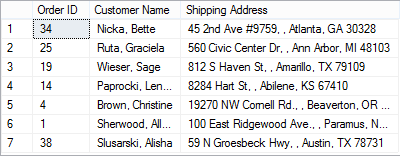 Order ID Customer Name Shipping Address
1 34 Nicka, Bette 45 2nd Ave #9759, , Atlanta, GA 30328
2 25 Ruta, Graciela 560 Civic Center Dr, , Ann Arbor, MI 48103
3 19 Wieser, Sage 812 S Haven St, , Amarillo, TX 79109
4 14 Paprocki, Len... 8284 Hart St, , Abilene, KS 67410
5 4 Brown, Christine 19270 NW Cornell Rd., , Beaverton, OR ...
6 1 Sherwood, All... 100 East Ridgewood Ave., , Paramus, N...
7 38 Slusarski, Alisha 59 N Groesbeck Hwy, , Austin, TX 78731